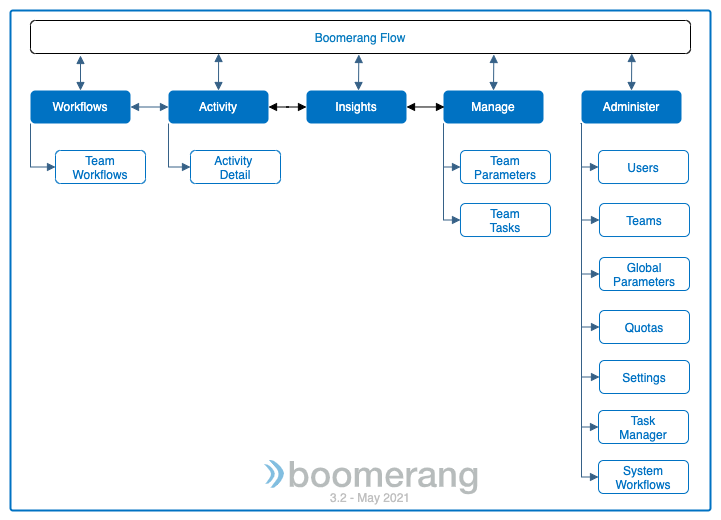 Boomerang Flow
Workflows
Activity
Insights
Manage
Administer
Team
Workflows
Activity
Detail
Team
Parameters
Team
Tasks
Users
Teams
Global
Parameters
Quotas
Settings
Task
Manager
System
Workflows
boomerang
3.2 - May 2021